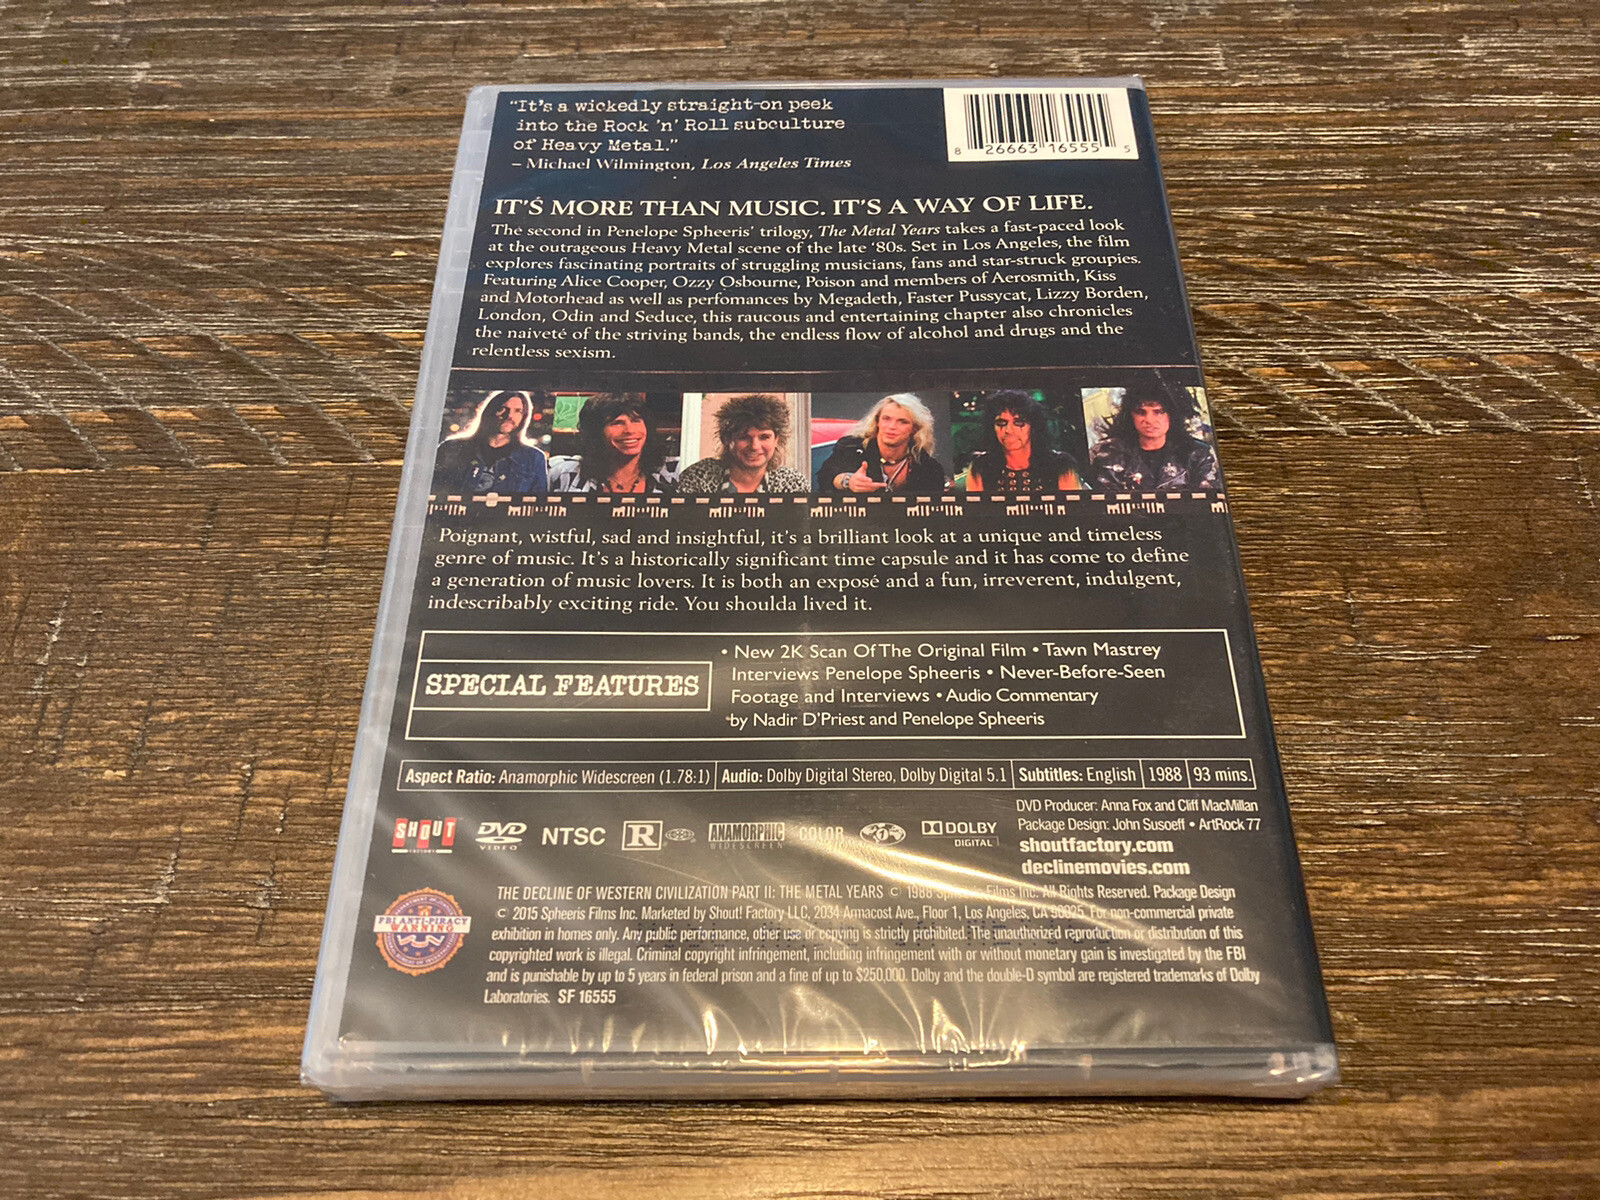 "It's a wickedly straight-on peek
into the Rock 'n' Roll subculture
of Heavy Metal."
– Michael Wilmington, Los Angeles Times
8 26663 16555 5
IT'S MORE THAN MUSIC. IT'S A WAY OF LIFE.
The second in Penelope Spheeris' trilogy, The Metal Years takes a fast-paced look
at the outrageous Heavy Metal scene of the late '80s. Set in Los Angeles, the film
explores fascinating portraits of struggling musicians, fans and star-struck groupies.
Featuring Alice Cooper, Ozzy Osbourne, Poison and members of Aerosmith, Kiss
and Motorhead as well as perfomances by Megadeth, Faster Pussycat, Lizzy Borden,
London, Odin and Seduce, this raucous and entertaining chapter also chronicles
the naiveté of the striving bands, the endless flow of alcohol and drugs and the
relentless sexism.
Poignant, wistful, sad and insightful, it's a brilliant look at a unique and timeless
genre of music. It's a historically significant time capsule and it has come to define
a generation of music lovers. It is both an exposé and a fun, irreverent, indulgent,
indescribably exciting ride. You shoulda lived it.
SPECIAL FEATURES
• New 2K Scan Of The Original Film • Tawn Mastrey
Interviews Penelope Spheeris • Never-Before-Seen
Footage and Interviews • Audio Commentary
by Nadir D'Priest and Penelope Spheeris
Aspect Ratio: Anamorphic Widescreen (1.78:1) Audio: Dolby Digital Stereo, Dolby Digital 5.1 Subtitles: English 1988 93 mins.
DVD Producer: Anna Fox and Cliff MacMillan
Package Design: John Susoeff • ArtRock 77
shoutfactory.com
declinemovies.com
SHOUT DVD VIDEO NTSC R ANAMORPHIC WIDESCREEN COLOR 1 DOLBY DIGITAL
FBI ANTI-PIRACY
WARNING
THE DECLINE OF WESTERN CIVILIZATION PART II: THE METAL YEARS © 1988 Spheeris Films Inc. All Rights Reserved. Package Design
© 2015 Spheeris Films Inc. Marketed by Shout! Factory LLC, 2034 Armacost Ave., Floor 1, Los Angeles, CA 90025. For non-commercial private
exhibition in homes only. Any public performance, other use or copying is strictly prohibited. The unauthorized reproduction or distribution of this
copyrighted work is illegal. Criminal copyright infringement, including infringement with or without monetary gain is investigated by the FBI
and is punishable by up to 5 years in federal prison and a fine of up to $250,000. Dolby and the double-D symbol are registered trademarks of Dolby
Laboratories. SF 16555